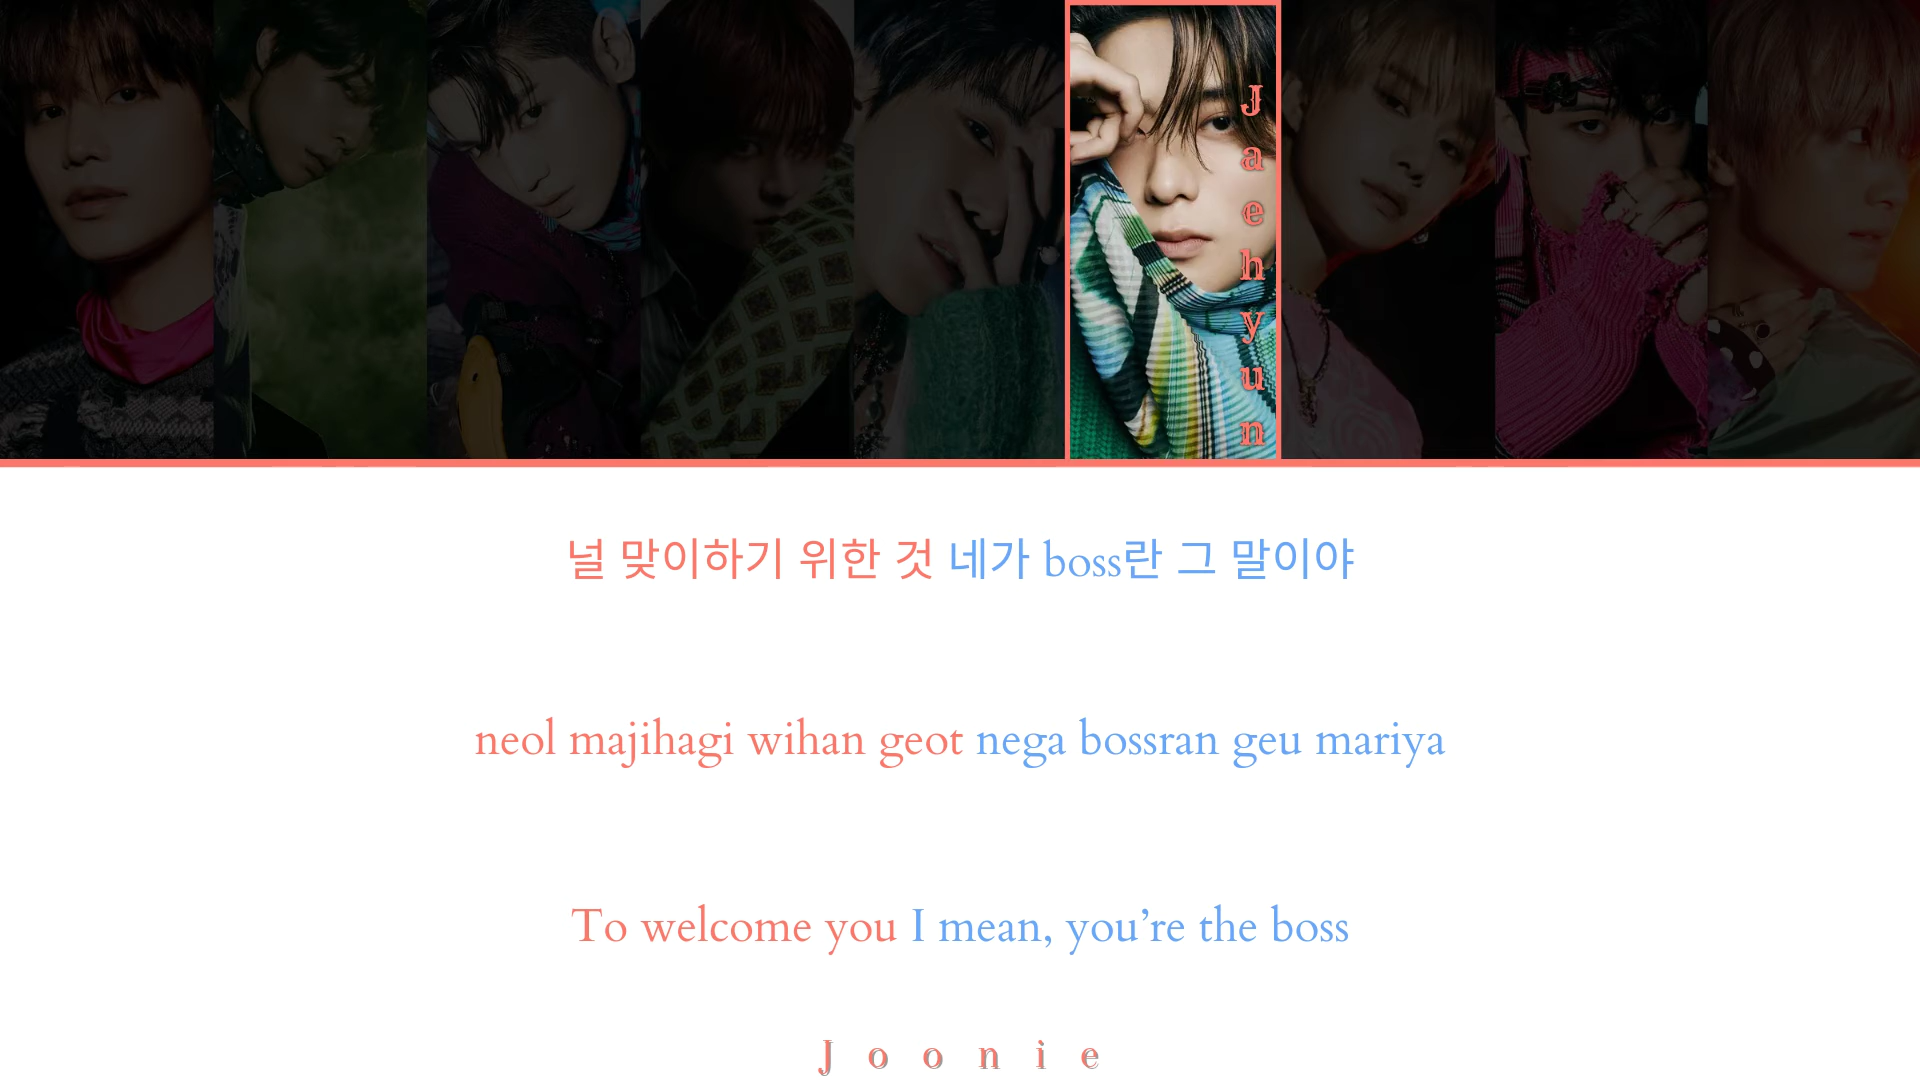 Jaehyun
널 맞이하기 위한 것 네가 boss란 그 말이야
neol majihagi wihan geot nega bossran geu mariya
To welcome you I mean, you’re the boss
Joonie